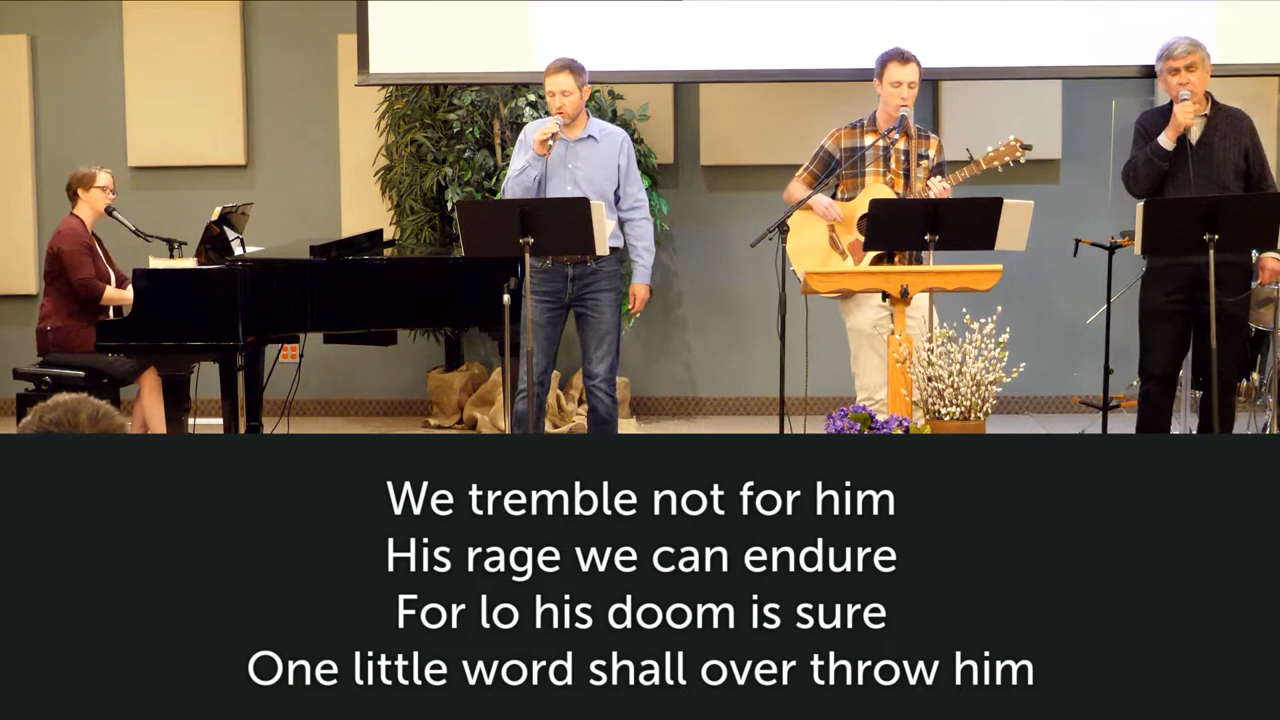 We tremble not for him
His rage we can endure
For lo his doom is sure
One little word shall over throw him